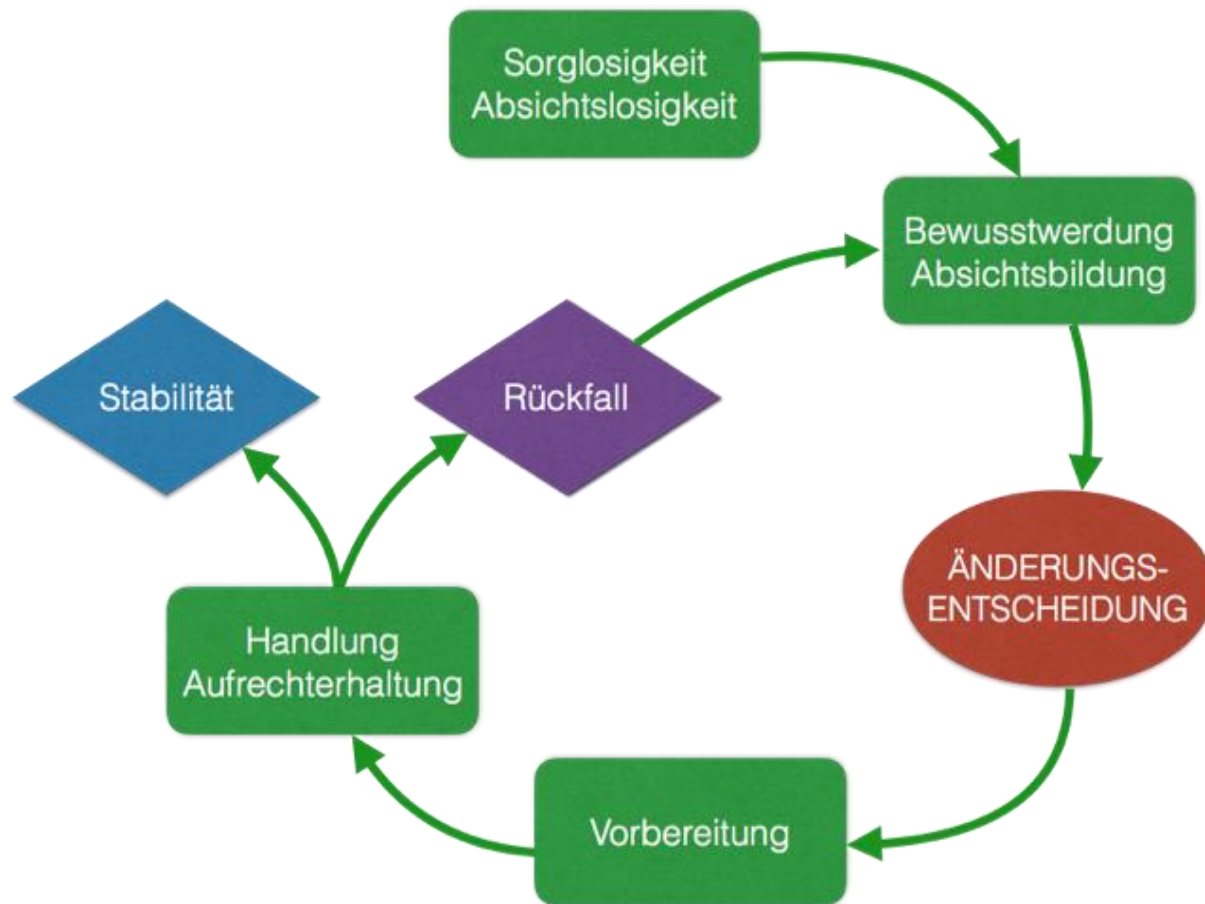 Sorglosigkeit
Absichtslosigkeit
Bewusstwerdung
Absichtsbildung
Stabilität
Rückfall
ÄNDERUNGS-
ENTSCHEIDUNG
Handlung
Aufrechterhaltung
Vorbereitung